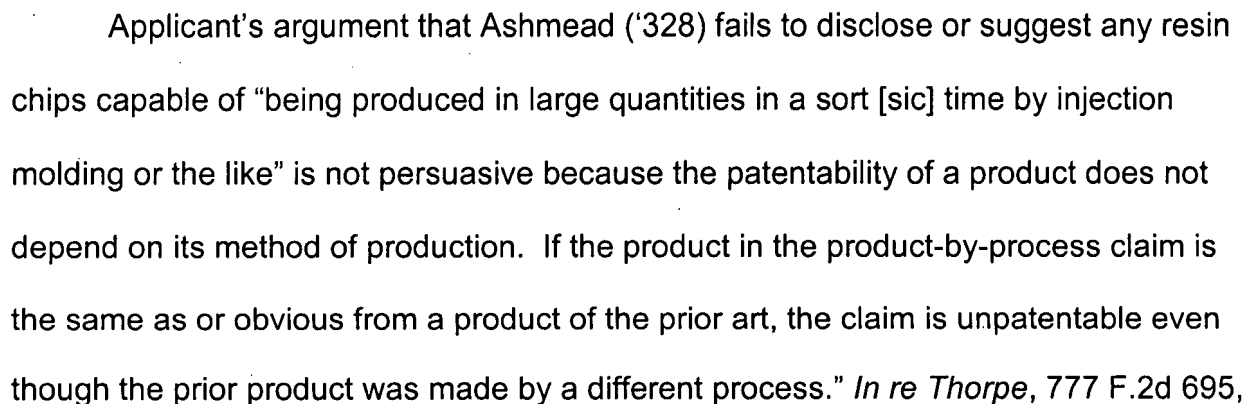 Applicant's argument that Ashmead ('328) fails to disclose or suggest any resin
chips capable of "being produced in large quantities in a sort [sic] time by injection
molding or the like" is not persuasive because the patentability of a product does not
depend on its method of production. If the product in the product-by-process claim is
the same as or obvious from a product of the prior art, the claim is unpatentable even
though the prior product was made by a different process." In re Thorpe, 777 F.2d 695,